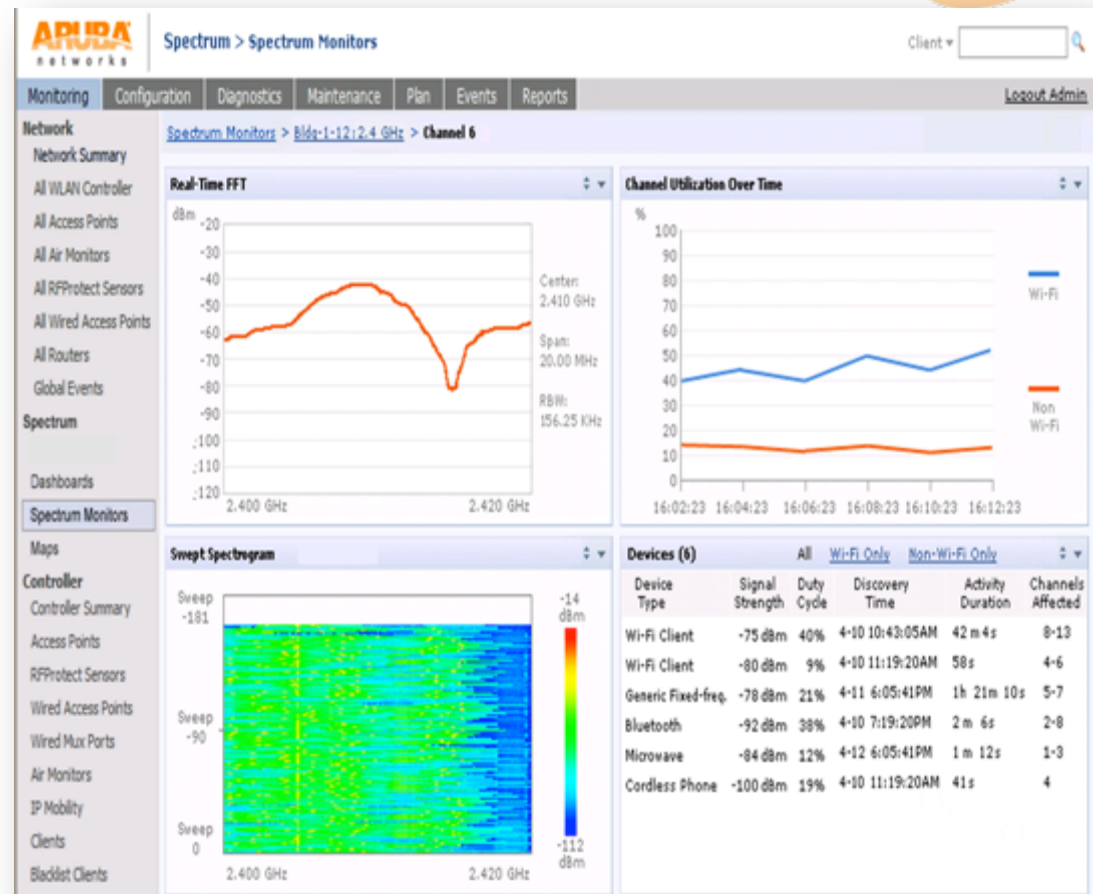 ARUBA
networks
Spectrum > Spectrum Monitors
Client
Monitoring Configuration Diagnostics Maintenance Plan Events Reports
Logout Admin
Network
Network Summary
All WLAN Controller
All Access Points
All Air Monitors
All RFProtect Sensors
All Wired Access Points
All Routers
Global Events
Spectrum
Dashboards
Spectrum Monitors
Maps
Controller
Controller Summary
Access Points
RFProtect Sensors
Wired Access Points
Wired Mux Ports
Air Monitors
IP Mobility
Clients
Blacklist Clients
Spectrum Monitors > Bldg-1-12:2.4 GHz > Channel 6
Real-Time FFT
dBm
-20
-30
-40
-50
-60
-70
-80
-90
-100
-110
-120
2.400 GHz 2.420 GHz
Center:
2.410 GHz
Span:
20.00 MHz
RBW:
156.25 KHz
Channel Utilization Over Time
%
100
90
80
70
60
50
40
30
20
10
0
16:02:23 16:04:23 16:06:23 16:08:23 16:10:23 16:12:23
Wi-Fi
Non
Wi-Fi
Swept Spectrogram
Sweep
-181
Sweep
-90
Sweep
0
2.400 GHz 2.420 GHz
-14
dBm
-112
dBm
Devices (6) All Wi-Fi Only Non-Wi-Fi Only
Device Type Signal Strength Duty Cycle Discovery Time Activity Duration Channels Affected
Wi-Fi Client -75 dBm 40% 4-10 10:43:05AM 42 m 4s 8-13
Wi-Fi Client -80 dBm 9% 4-10 11:19:20AM 58s 4-6
Generic Fixed-freq. -78 dBm 21% 4-11 6:05:41PM 1h 21m 10s 5-7
Bluetooth -92 dBm 38% 4-10 7:19:20PM 2 m 6s 2-8
Microwave -84 dBm 12% 4-12 6:05:41PM 1 m 12s 1-3
Cordless Phone -100 dBm 19% 4-10 11:19:20AM 41s 4